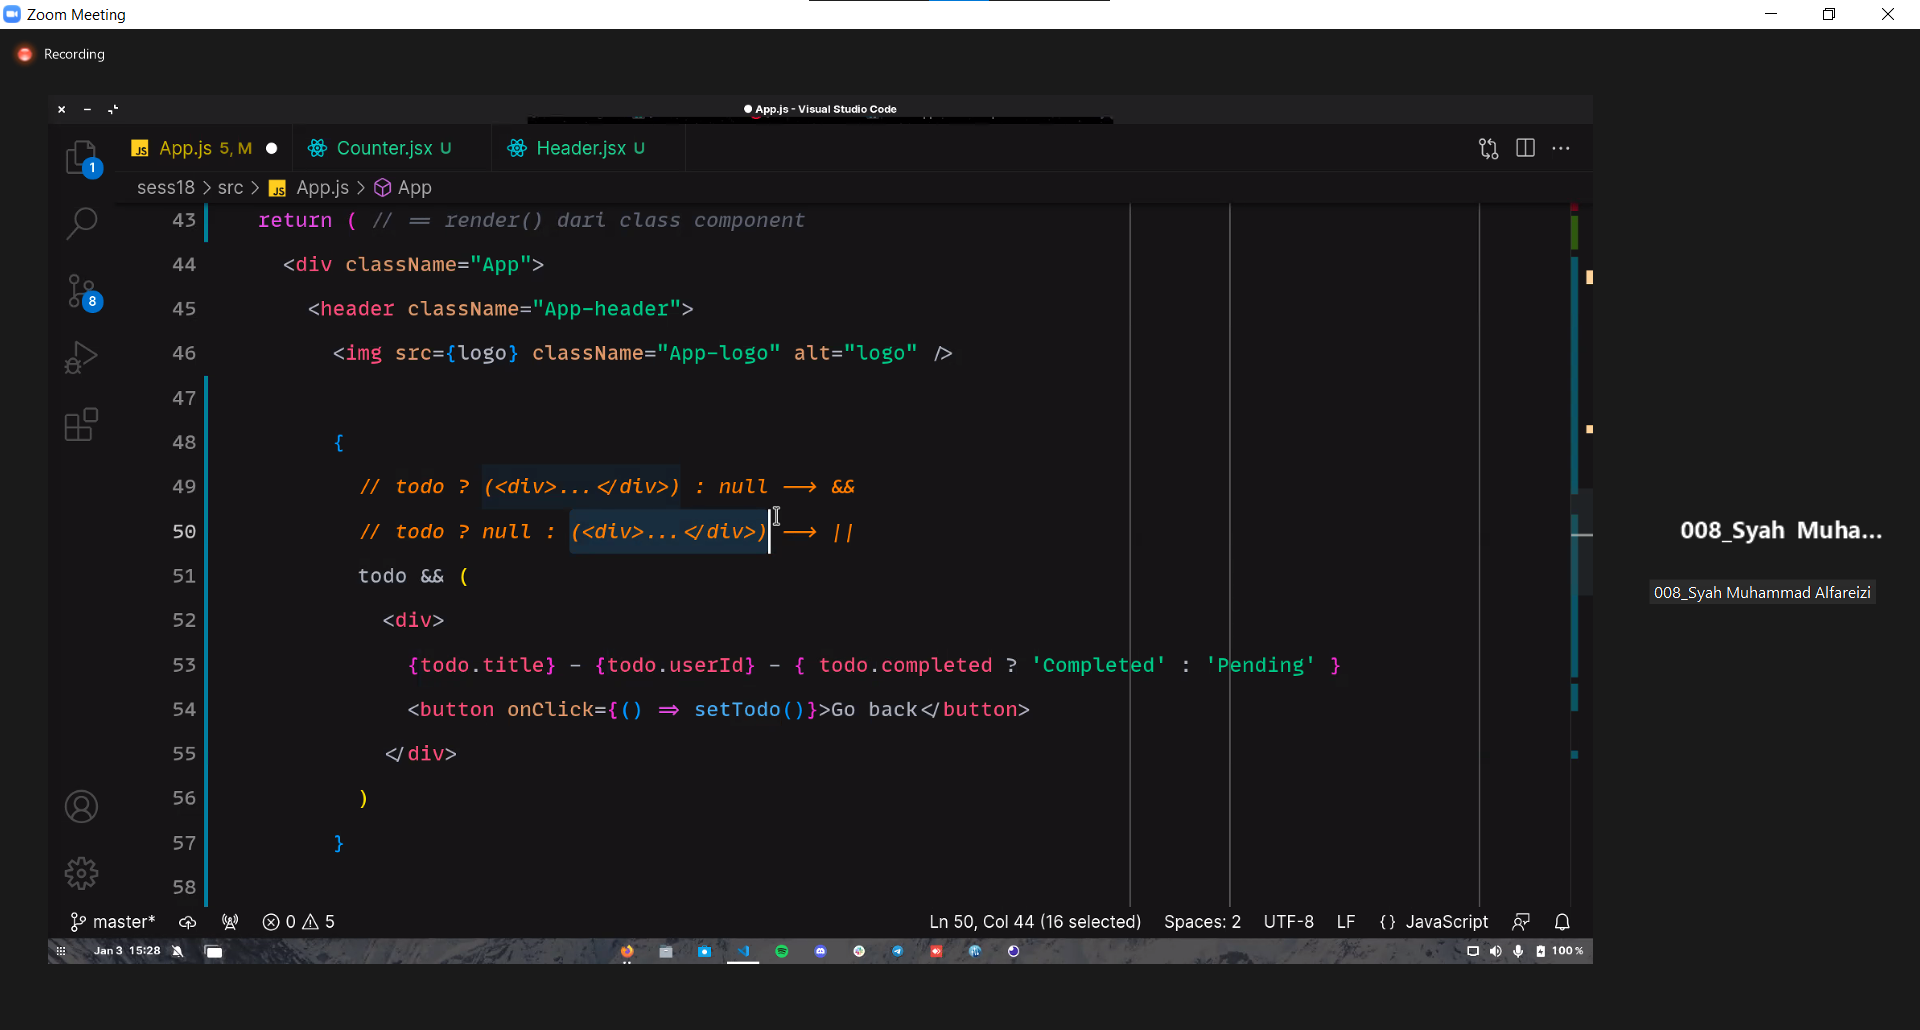 Zoom Meeting
Recording
App.js - Visual Studio Code
App.js 5, M
Counter.jsx U
Header.jsx U
1
sess18 > src > App.js > App
43 return ( // == render() dari class component
44 <div className="App">
45 <header className="App-header">
46 <img src={logo} className="App-logo" alt="logo" />
47
48 {
49 // todo ? (<div>...</div>) : null --> &&
50 // todo ? null : (<div>...</div>) --> ||
51 todo && (
52 <div>
53 {todo.title} - {todo.userId} - { todo.completed ? 'Completed' : 'Pending' }
54 <button onClick={() => setTodo()}>Go back</button>
55 </div>
56 )
57 }
58
8
008_Syah Muha...
008_Syah Muhammad Alfareizi
master* 0 5 Ln 50, Col 44 (16 selected) Spaces: 2 UTF-8 LF {} JavaScript
Jan 3 15:28 100 %